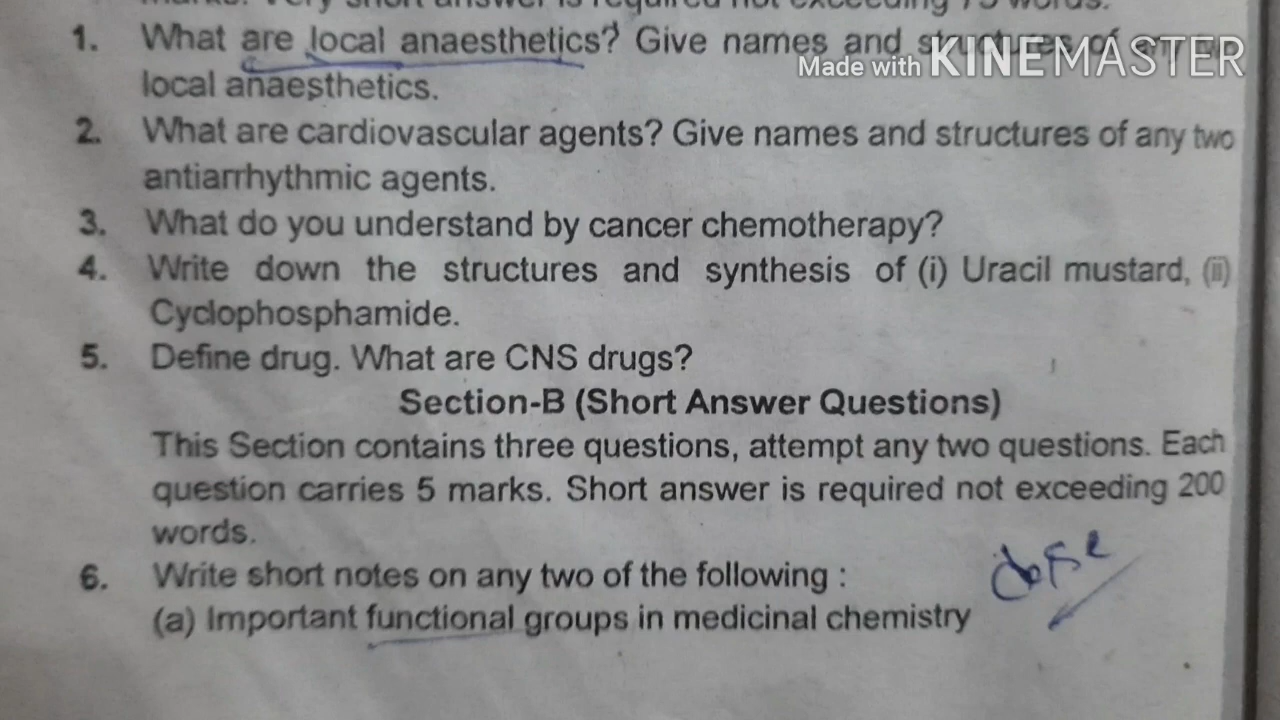 1. What are local anaesthetics? Give names and structures of any
Made with KINEMASTER
local anaesthetics.
2. What are cardiovascular agents? Give names and structures of any two
antiarrhythmic agents.
3. What do you understand by cancer chemotherapy?
4. Write down the structures and synthesis of (i) Uracil mustard, (ii)
Cyclophosphamide.
5. Define drug. What are CNS drugs?
Section-B (Short Answer Questions)
This Section contains three questions, attempt any two questions. Each
question carries 5 marks. Short answer is required not exceeding 200
words.
6. Write short notes on any two of the following :
(a) Important functional groups in medicinal chemistry